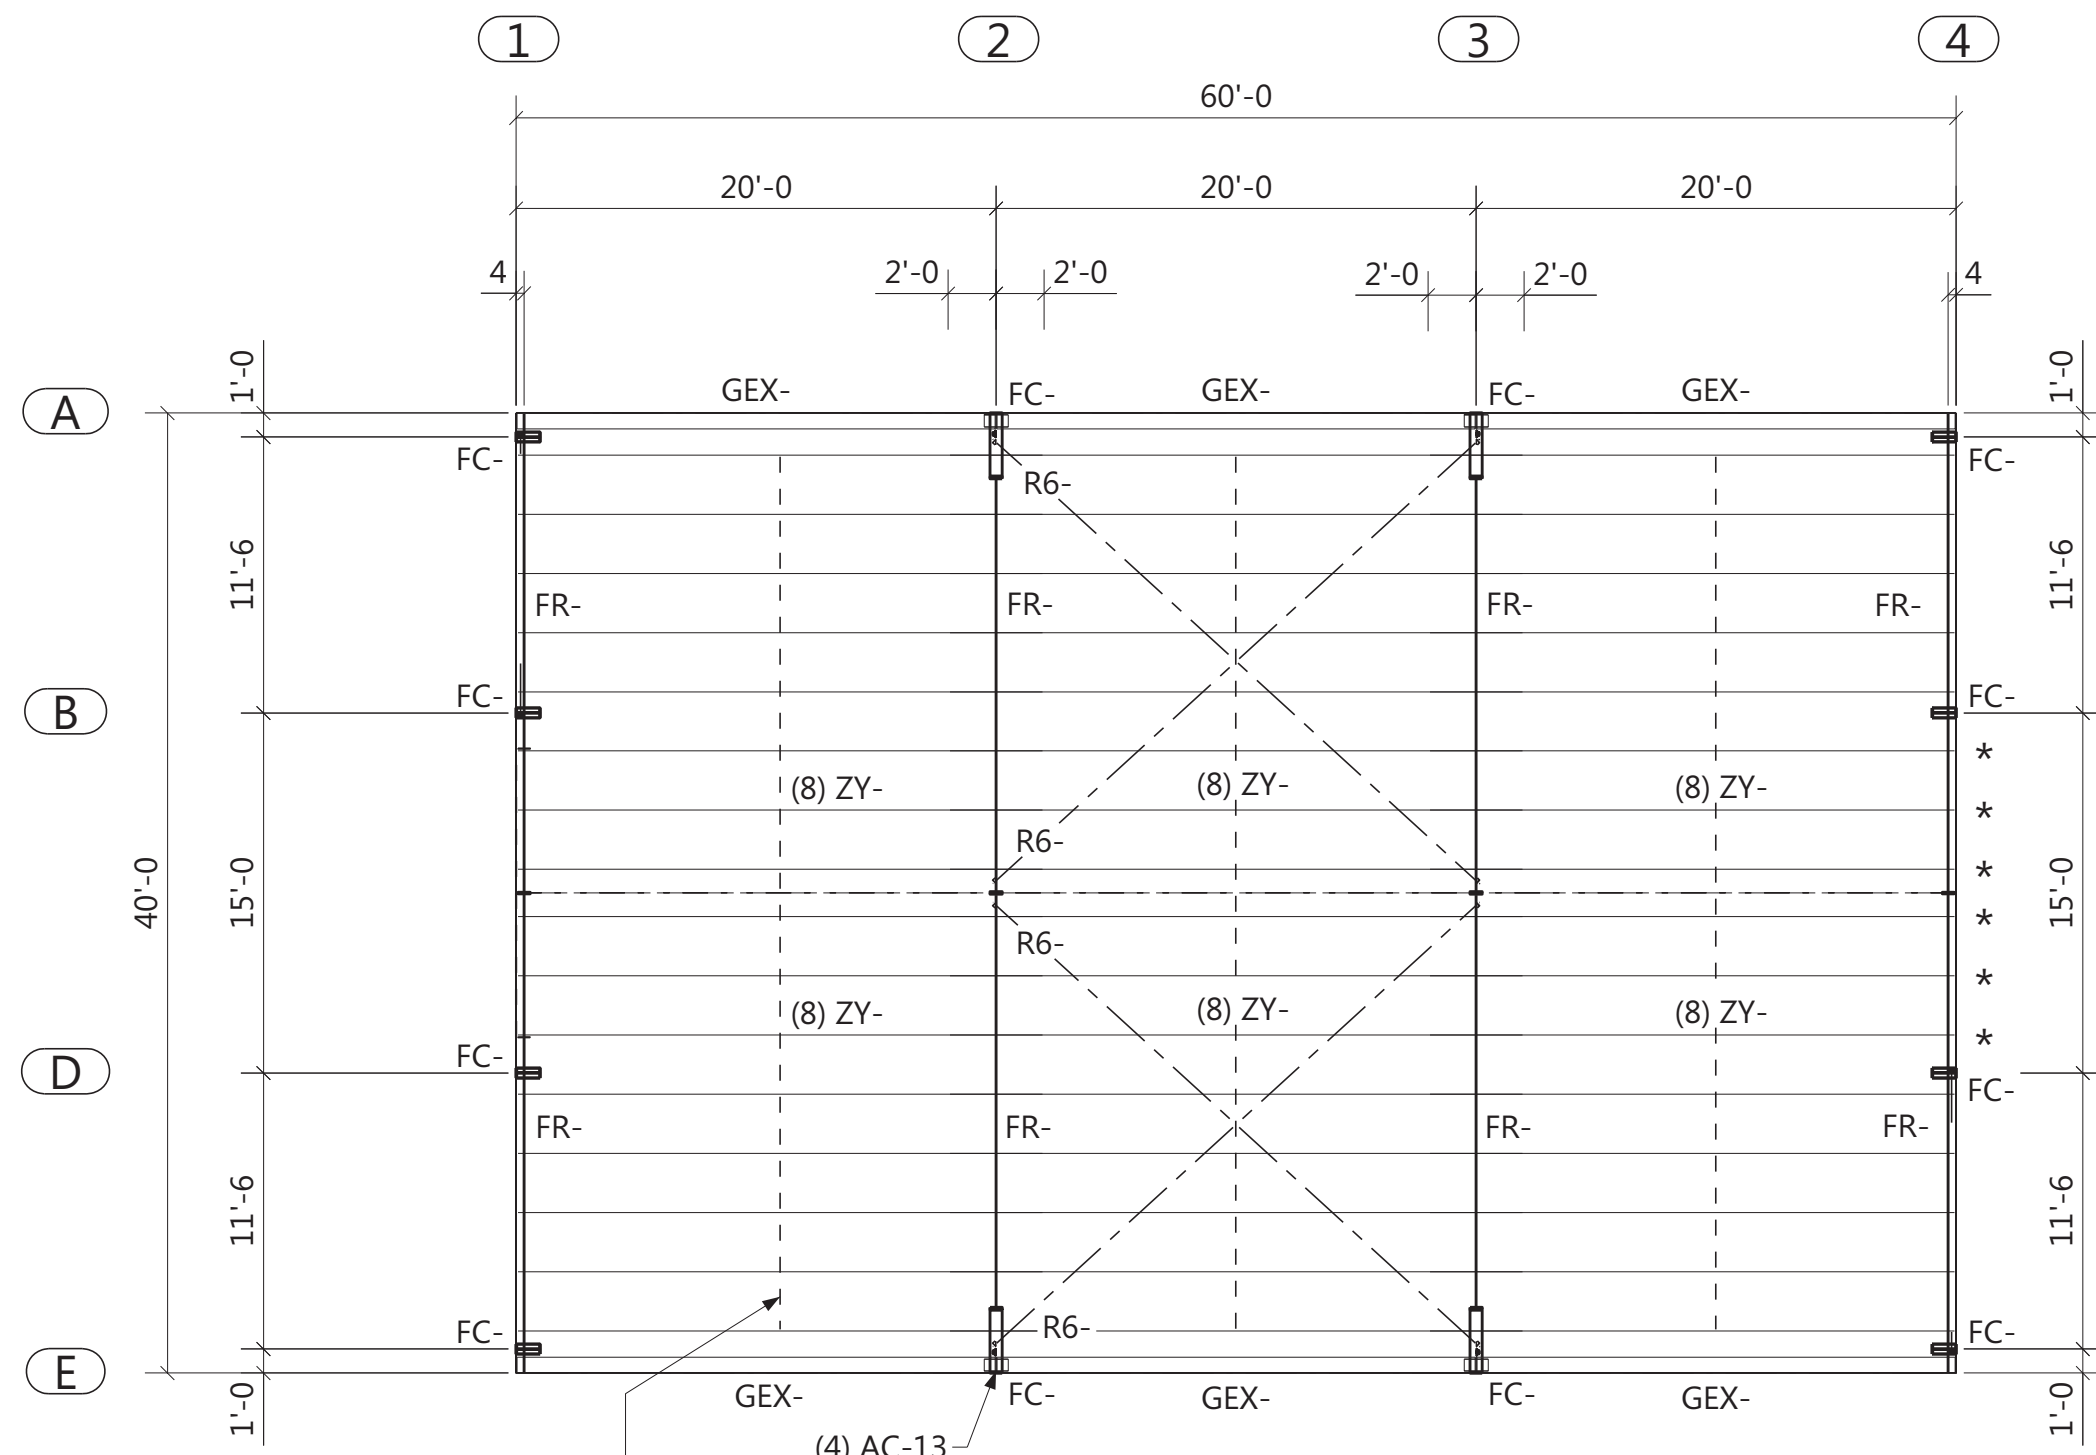 1 2 3 4
60'-0
20'-0 20'-0 20'-0
4 2'-0 2'-0 2'-0 2'-0 4
1'-0 1'-0
GEX- FC- GEX- FC- GEX-
A
FC- FC-
R6-
11'-6 11'-6
FR- FR- FR- FR-
FC- FC-
B
*
(8) ZY- (8) ZY- (8) ZY-
*
R6-
*
40'-0 15'-0 15'-0
*
R6-
*
(8) ZY- (8) ZY- (8) ZY-
*
FC-
D
FC-
FR- FR- FR- FR-
11'-6 11'-6
R6-
FC- FC-
E
GEX- FC- GEX- FC- GEX-
1'-0 1'-0
(4) AC-13